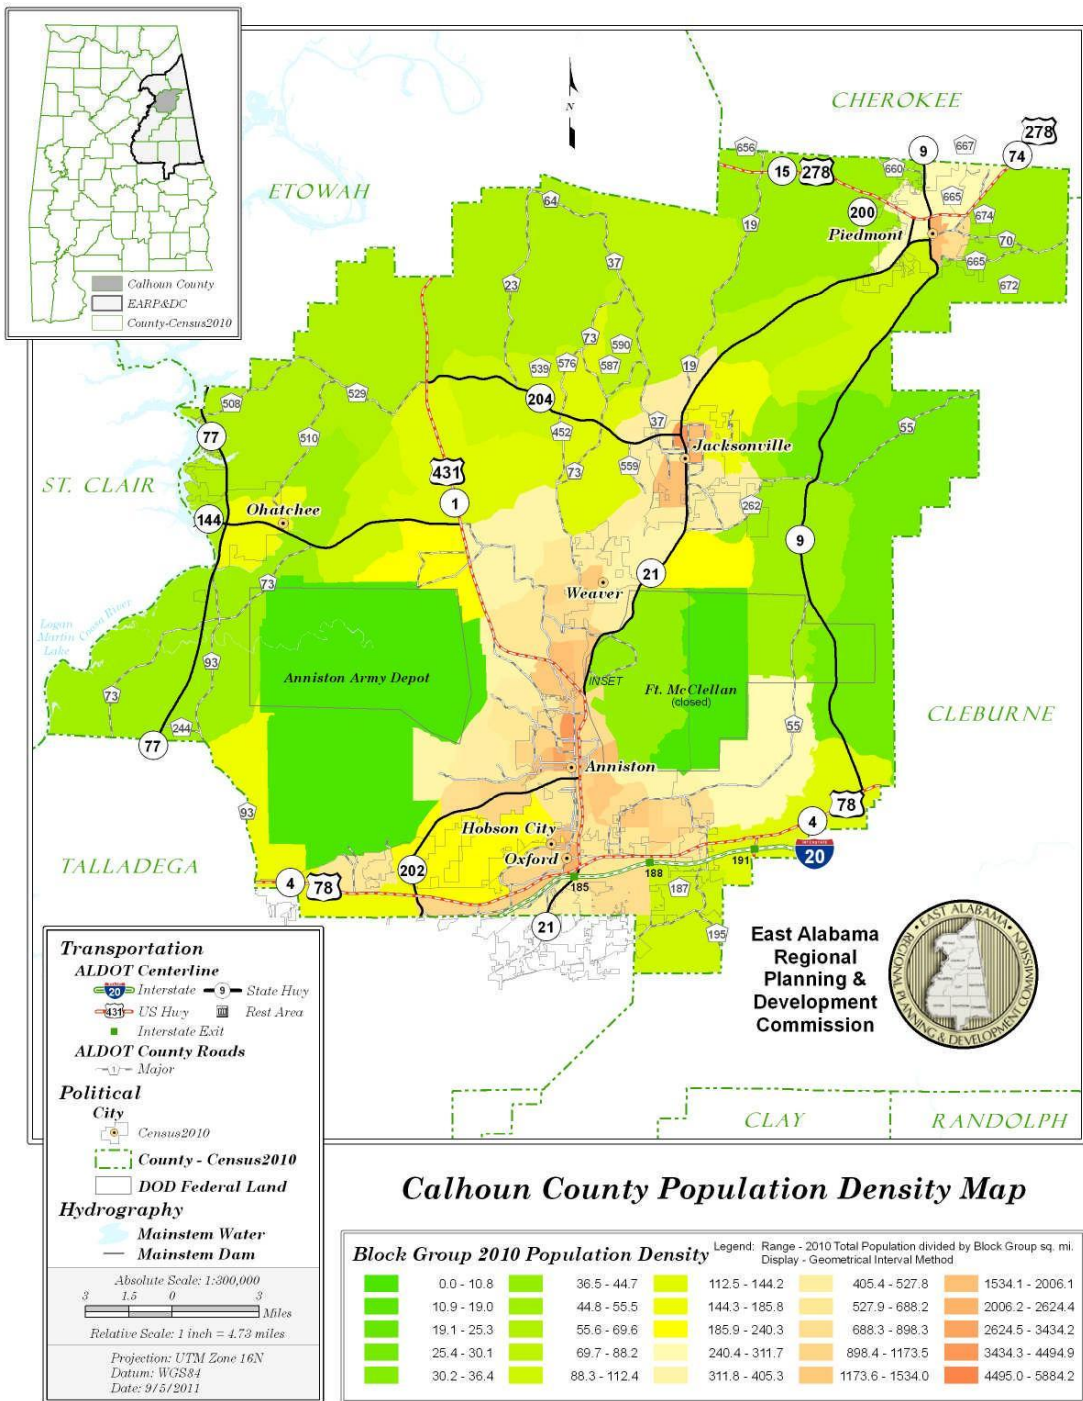 Calhoun County
EARP&DC
County-Census2010
N
CHEROKEE
ETOWAH
ST. CLAIR
CLEBURNE
TALLADEGA
CLAY
RANDOLPH
656
15
278
9
667
278
74
660
665
200
674
Piedmont
70
665
672
64
19
37
23
73
590
539
576
587
19
529
204
508
37
55
510
452
77
Jacksonville
559
73
431
1
262
Ohatchee
144
9
21
Weaver
73
Logan
Martin
Lake
Coosa River
93
Anniston Army Depot
INSET
Ft. McClellan
(closed)
73
244
77
55
Anniston
93
78
4
Hobson City
Oxford
202
20
191
188
185
187
4
78
21
195
East Alabama
Regional
Planning &
Development
Commission
EAST ALABAMA
REGIONAL PLANNING & DEVELOPMENT COMMISSION
Transportation
ALDOT Centerline
20 Interstate 9 State Hwy
431 US Hwy Rest Area
Interstate Exit
ALDOT County Roads
1 Major
Political
City
Census2010
County - Census2010
DOD Federal Land
Hydrography
Mainstem Water
Mainstem Dam
Absolute Scale: 1:300,000
3 1.5 0 3
Miles
Relative Scale: 1 inch = 4.73 miles
Projection: UTM Zone 16N
Datum: WGS84
Date: 9/5/2011
Calhoun County Population Density Map
Block Group 2010 Population Density
Legend: Range - 2010 Total Population divided by Block Group sq. mi.
Display - Geometrical Interval Method
0.0 - 10.8 36.5 - 44.7 112.5 - 144.2 405.4 - 527.8 1534.1 - 2006.1
10.9 - 19.0 44.8 - 55.5 144.3 - 185.8 527.9 - 688.2 2006.2 - 2624.4
19.1 - 25.3 55.6 - 69.6 185.9 - 240.3 688.3 - 898.3 2624.5 - 3434.2
25.4 - 30.1 69.7 - 88.2 240.4 - 311.7 898.4 - 1173.5 3434.3 - 4494.9
30.2 - 36.4 88.3 - 112.4 311.8 - 405.3 1173.6 - 1534.0 4495.0 - 5884.2